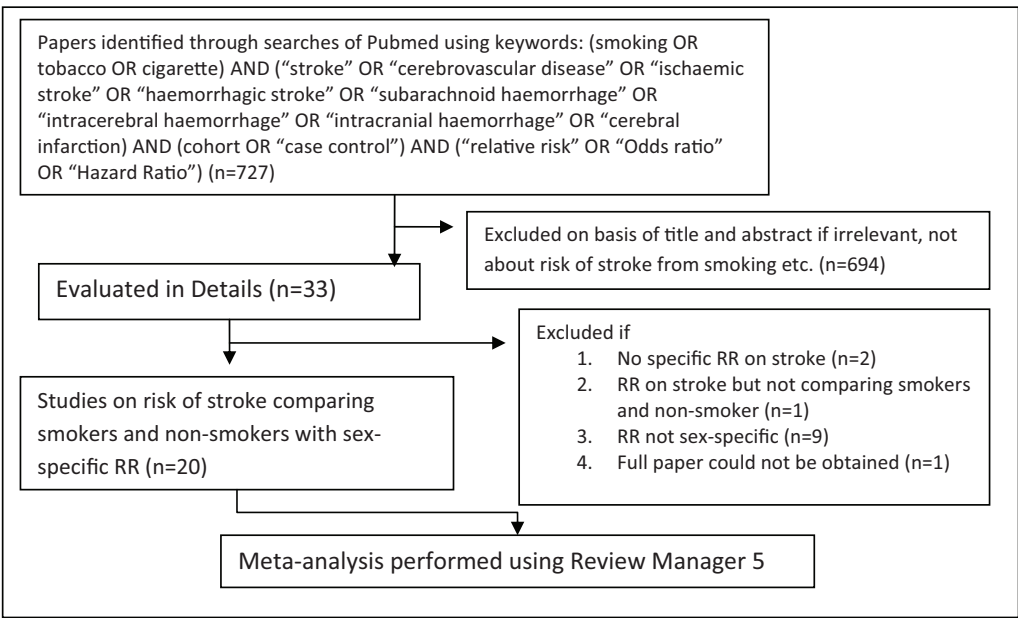 Papers identified through searches of Pubmed using keywords: (smoking OR
tobacco OR cigarette) AND (“stroke” OR “cerebrovascular disease” OR “ischaemic
stroke” OR “haemorrhagic stroke” OR “subarachnoid haemorrhage” OR
“intracerebral haemorrhage” OR “intracranial haemorrhage” OR “cerebral
infarction) AND (cohort OR “case control”) AND (“relative risk” OR “Odds ratio”
OR “Hazard Ratio”) (n=727)
Excluded on basis of title and abstract if irrelevant, not
about risk of stroke from smoking etc. (n=694)
Evaluated in Details (n=33)
Excluded if
1. No specific RR on stroke (n=2)
2. RR on stroke but not comparing smokers
and non-smoker (n=1)
3. RR not sex-specific (n=9)
4. Full paper could not be obtained (n=1)
Studies on risk of stroke comparing
smokers and non-smokers with sex-
specific RR (n=20)
Meta-analysis performed using Review Manager 5